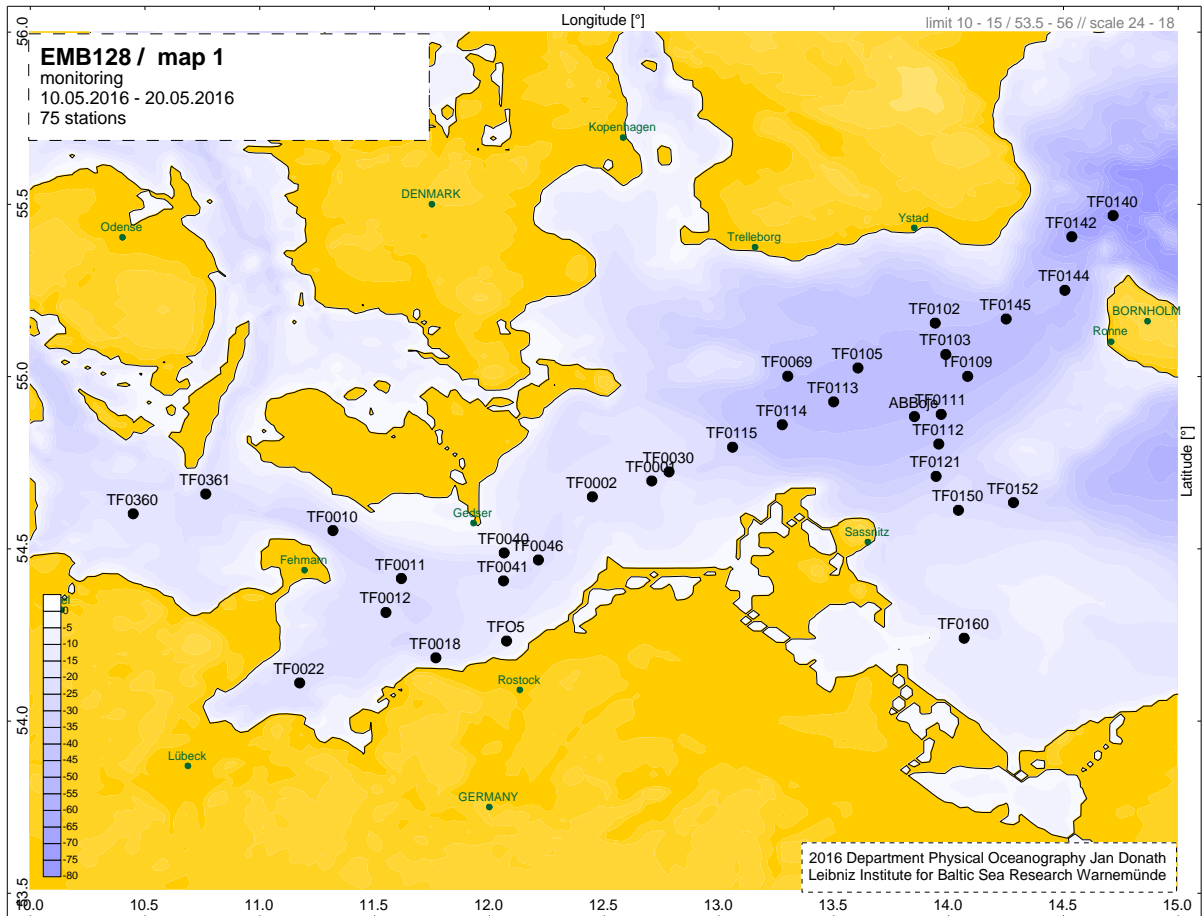 Longitude [°]
limit 10 - 15 / 53.5 - 56 // scale 24 - 18
56.0
EMB128 / map 1
monitoring
10.05.2016 - 20.05.2016
75 stations
Kopenhagen
DENMARK
55.5
TF0140
Odense
Ystad
TF0142
Trelleborg
TF0144
TF0102
TF0145
BORNHOLM
Ronne
TF0103
TF0069
TF0105
TF0109
55.0
TF0113
ABBoje
TF0111
TF0114
TF0112
TF0115
Latitude [°]
TF0030
TF0001
TF0121
TF0361
TF0002
TF0360
TF0150
TF0152
TF0010
Gedser
Sassnitz
54.5
TF0040
TF0046
Fehmarn
TF0011
TF0041
TF0012
0
-5
-10
-15
-20
-25
-30
-35
-40
-45
-50
-55
-60
-65
-70
-75
-80
TFO5
TF0160
TF0018
TF0022
Rostock
54.0
Lübeck
GERMANY
2016 Department Physical Oceanography Jan Donath
Leibniz Institute for Baltic Sea Research Warnemünde
53.5
10.0 10.5 11.0 11.5 12.0 12.5 13.0 13.5 14.0 14.5 15.0